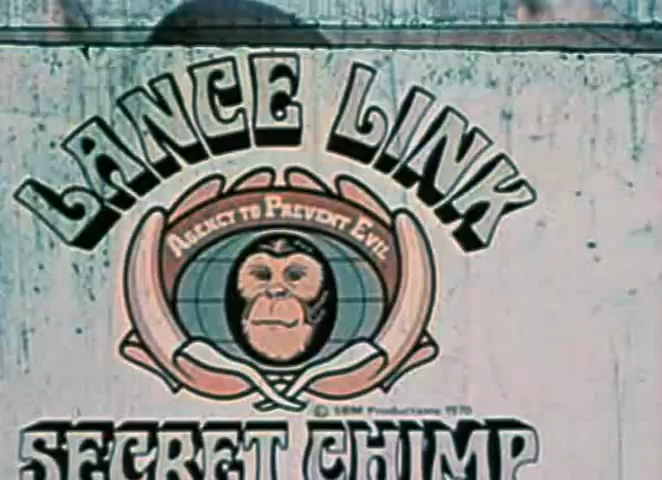 LANCE LINK
AGENCY TO PREVENT EVIL
© SBM Productions 1970
SECRET CHIMP